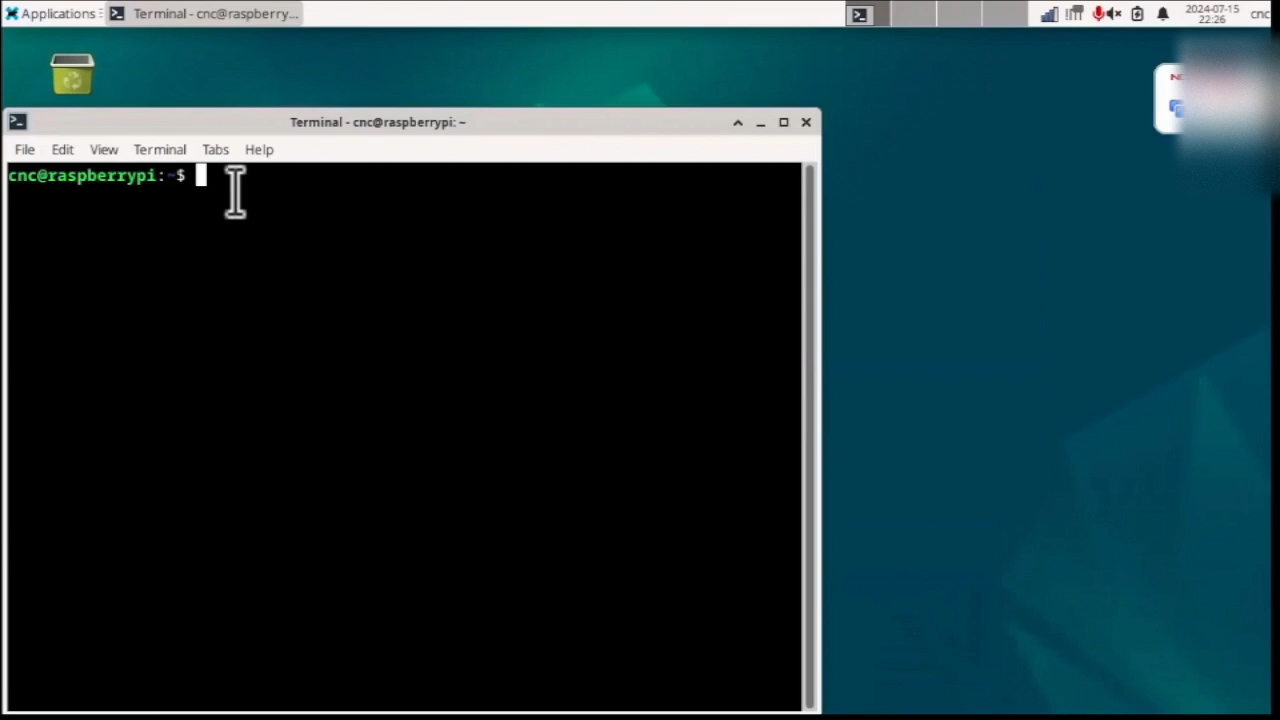 Applications
Terminal - cnc@raspberry...
2024-07-15
22:26
cnc
Terminal - cnc@raspberrypi: ~
File Edit View Terminal Tabs Help
cnc@raspberrypi:~$